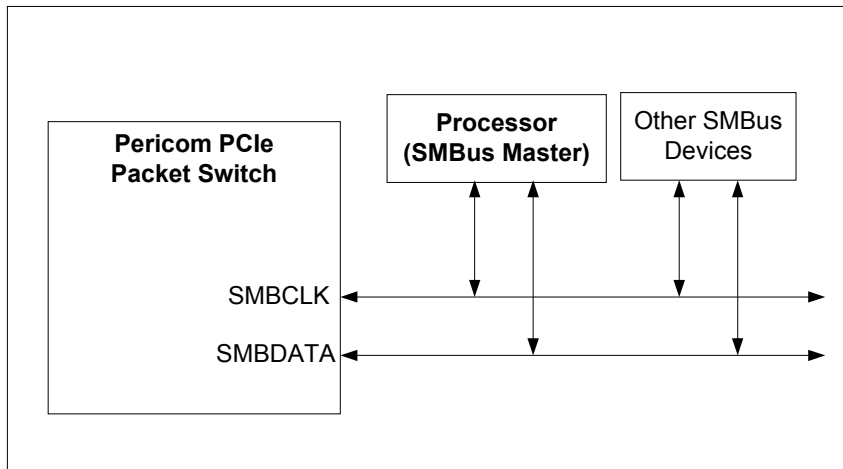 Pericom PCIe
Packet Switch
Processor
(SMBus Master)
Other SMBus
Devices
SMBCLK
SMBDATA